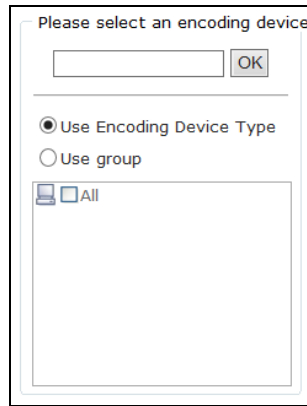 Please select an encoding device
OK
Use Encoding Device Type
Use group
All